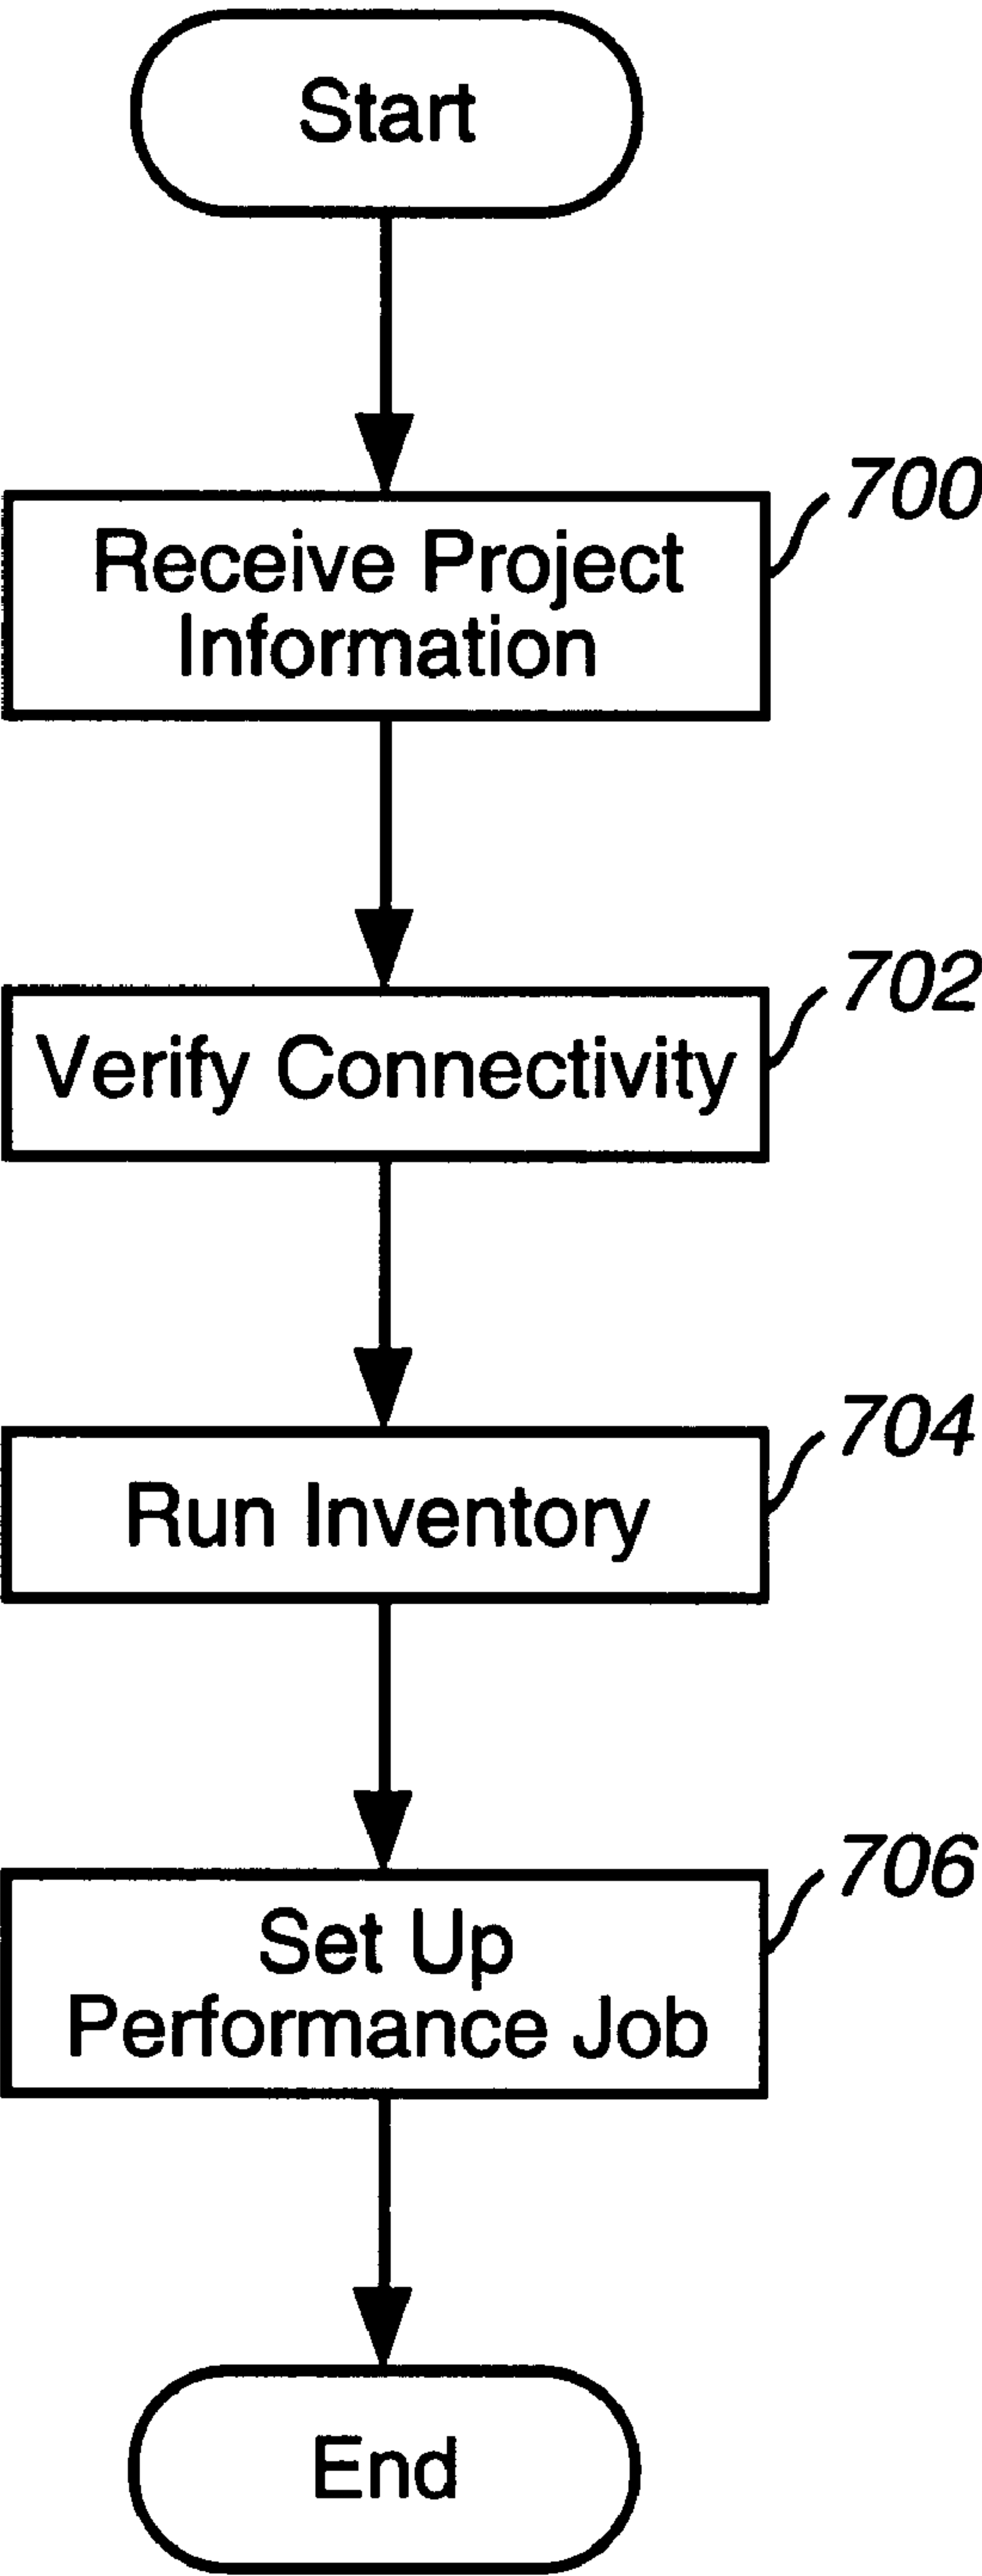 Start
700
Receive Project
Information
702
Verify Connectivity
704
Run Inventory
706
Set Up
Performance Job
End